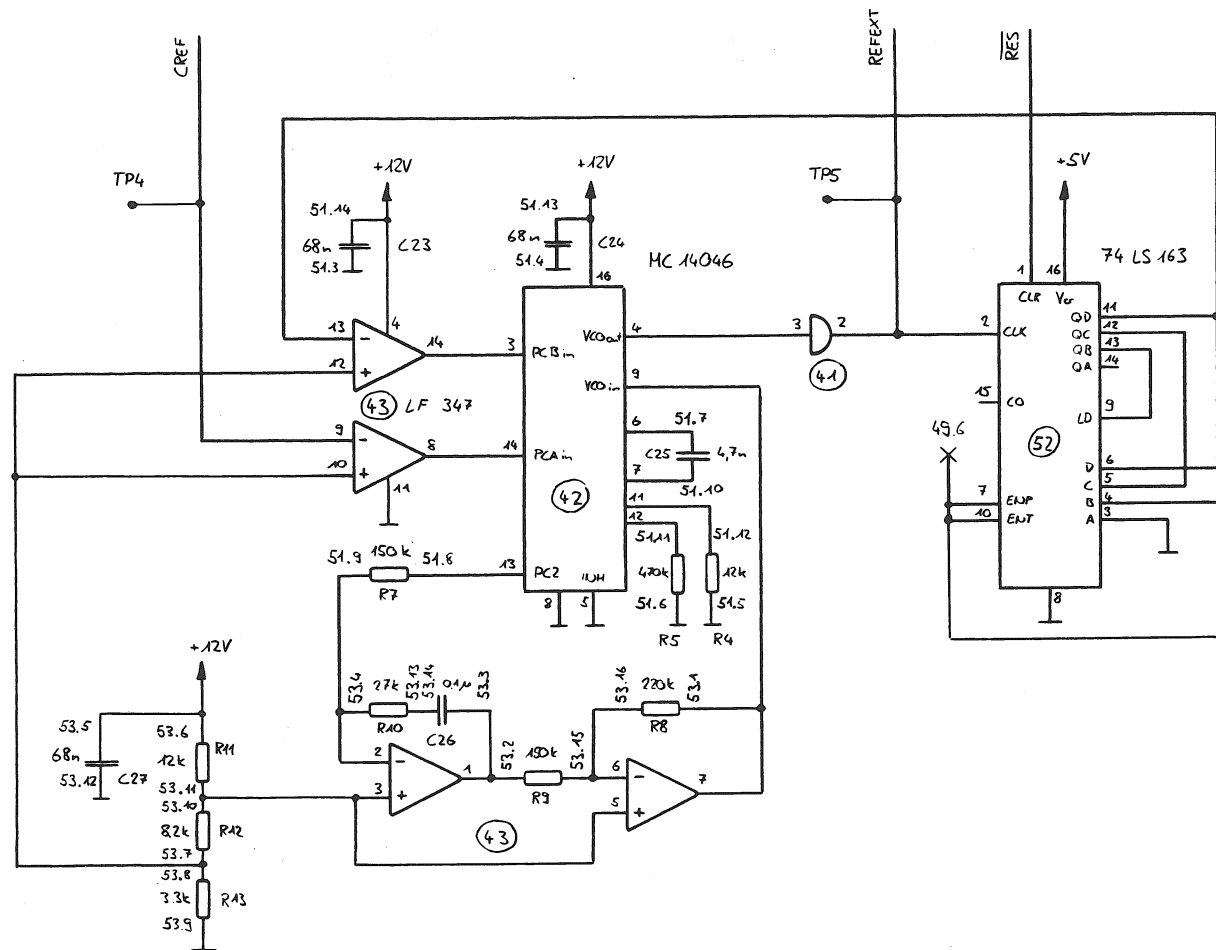 CREF
REFEXT
RES
TP4
+12V
51.14
68n
C23
51.3
+12V
51.13
68n
C24
51.4
16
MC 14046
TP5
+5V
74 LS 163
1
16
CLR
Vcc
13
-
4
14
12
+
43
LF 347
9
-
8
10
+
11
3
PCB in
14
PCA in
42
13
PC2
INH
8
5
VCO out
4
VCO in
9
6
51.7
C25
4,7n
7
51.10
11
12
51.11
51.12
470k
12k
51.6
51.5
R5
R4
3
2
41
2
CLK
15
CO
52
49.6
7
ENP
10
ENT
QD
11
QC
12
QB
13
QA
14
LD
9
D
6
C
5
B
4
A
3
8
51.9
150k
51.8
R7
53.4
27k
53.13
53.14
0,1µ
53.3
R10
C26
2
-
1
3
+
53.2
150k
53.15
R9
53.16
220k
53.1
R8
6
-
7
5
+
43
+12V
53.5
53.6
R11
68n
12k
53.12
C27
53.11
53.10
8,2k
R12
53.7
53.8
3.3k
R13
53.9